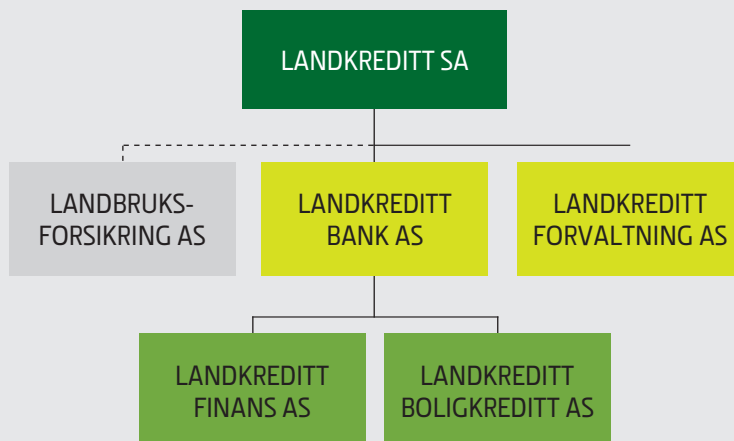 LANDKREDITT SA
LANDBRUKS-
FORSIKRING AS
LANDKREDITT
BANK AS
LANDKREDITT
FORVALTNING AS
LANDKREDITT
FINANS AS
LANDKREDITT
BOLIGKREDITT AS